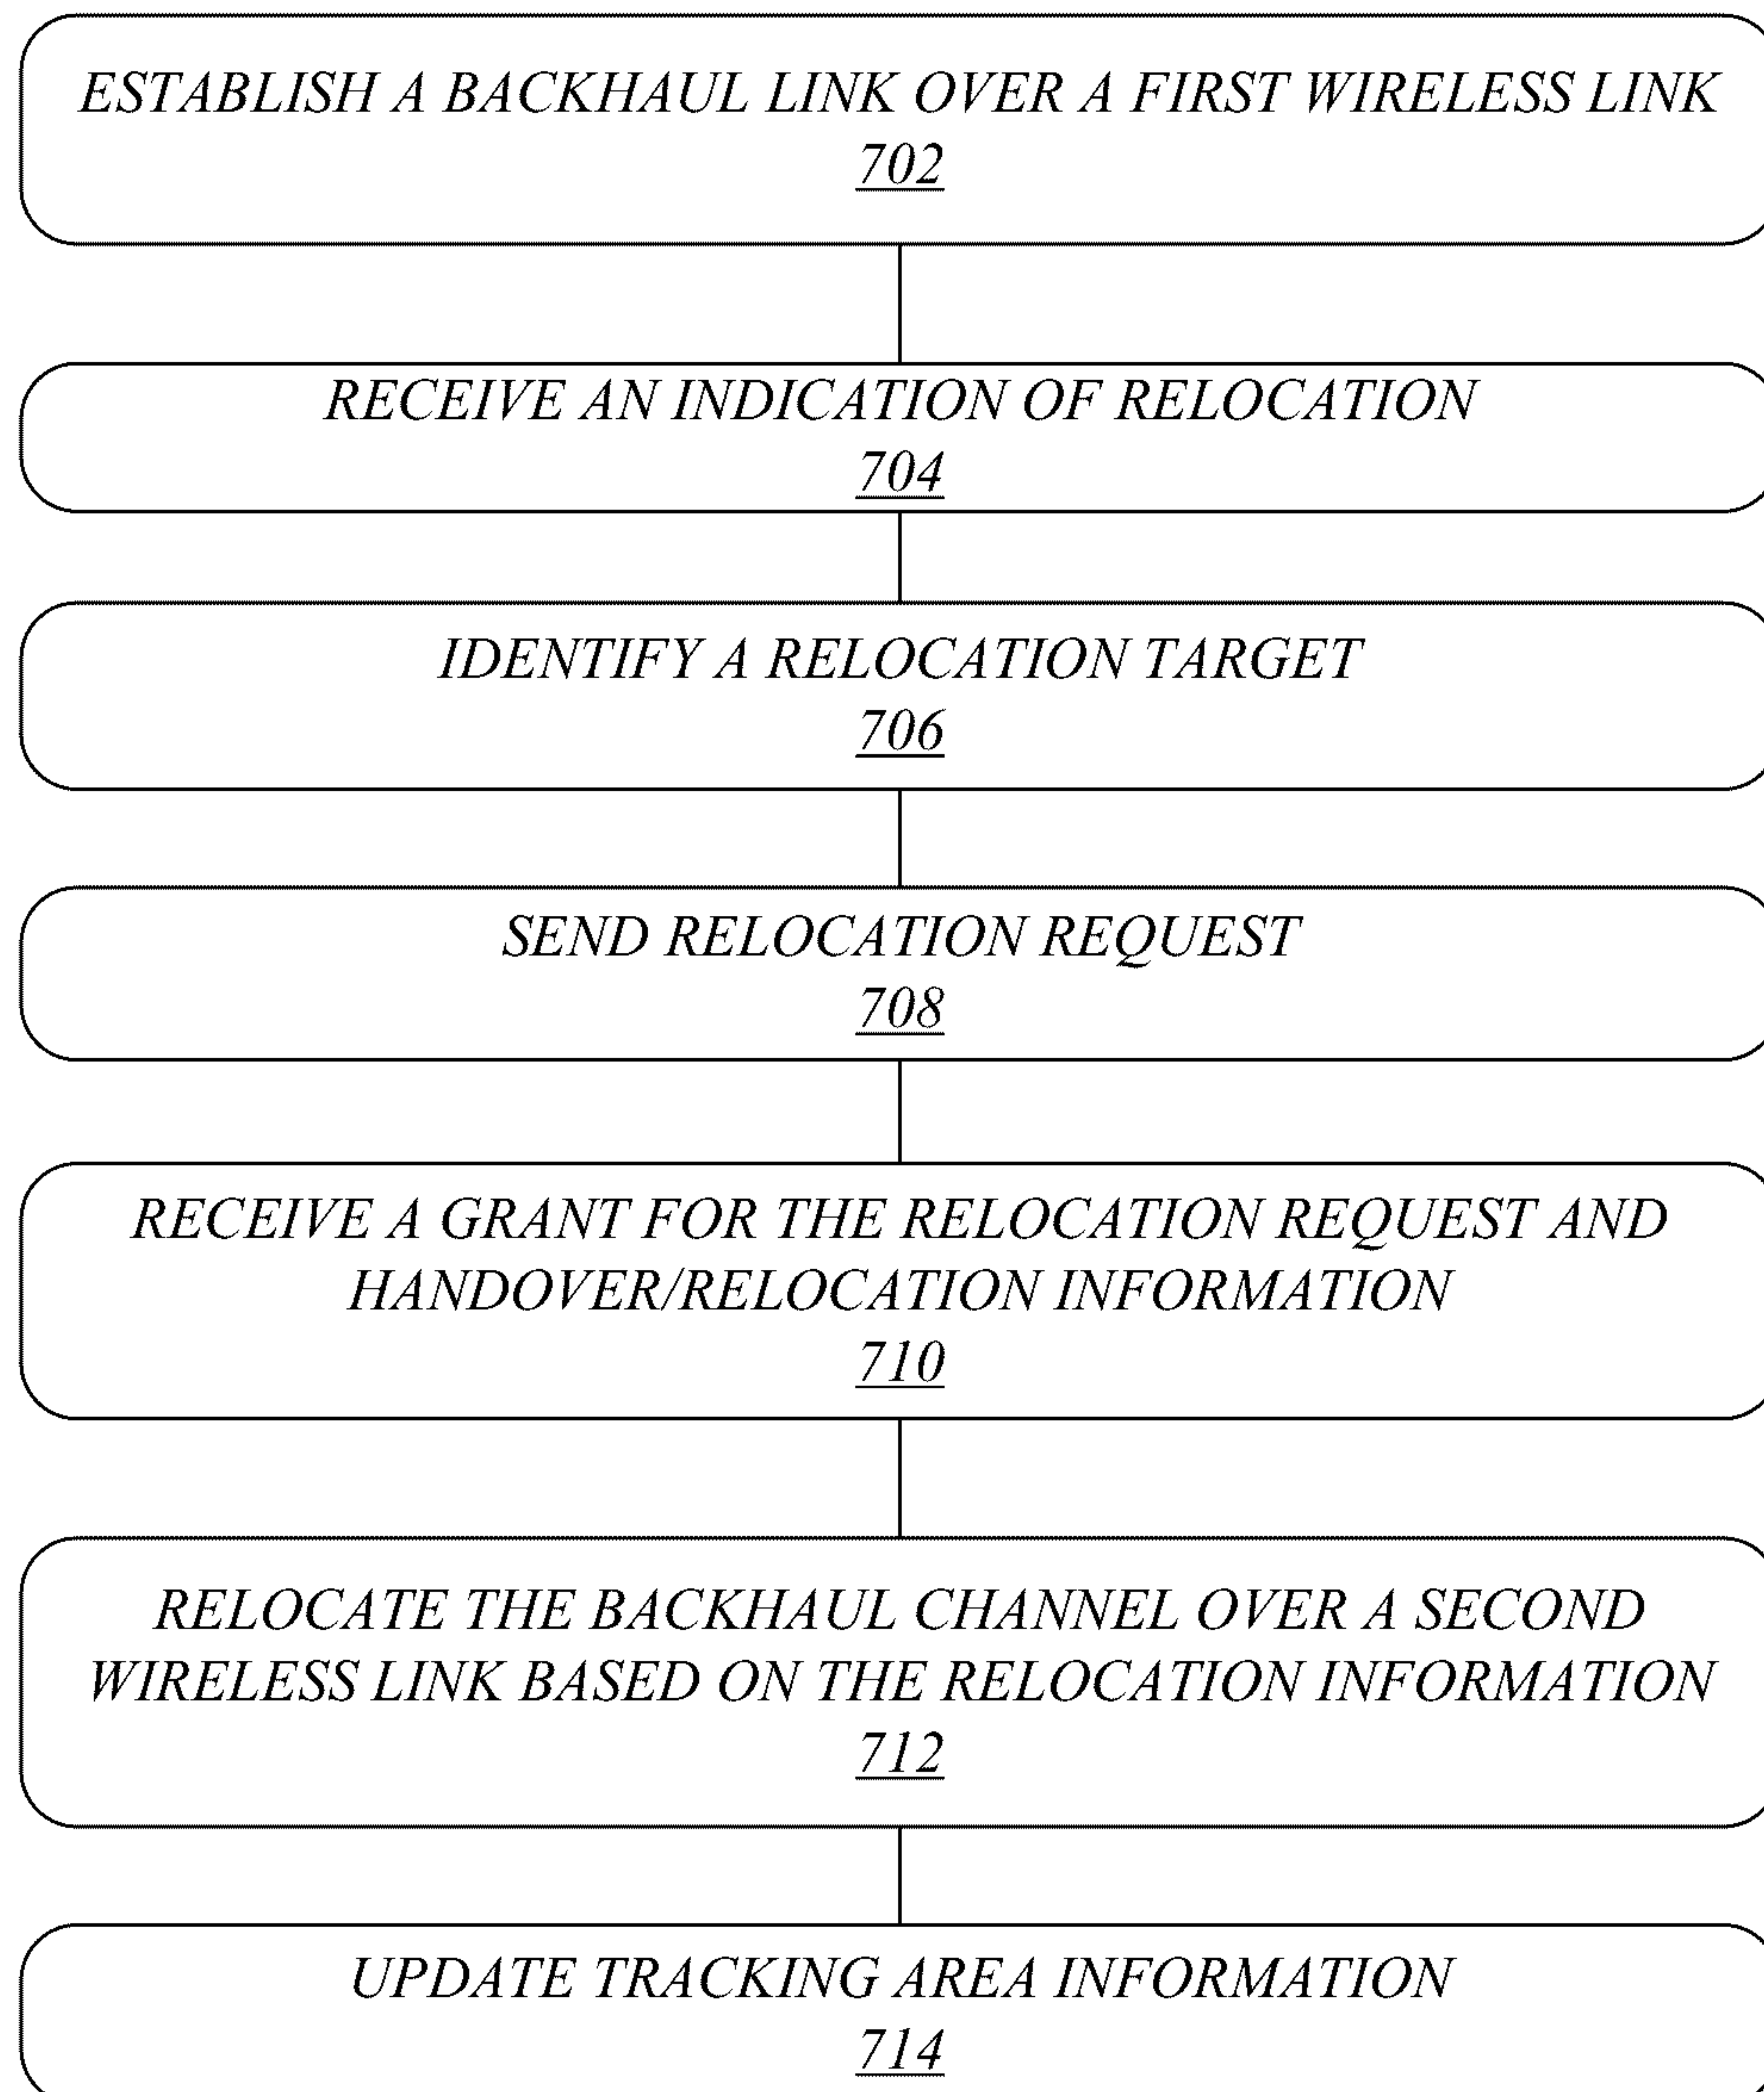 ESTABLISH A BACKHAUL LINK OVER A FIRST WIRELESS LINK
702
RECEIVE AN INDICATION OF RELOCATION
704
IDENTIFY A RELOCATION TARGET
706
SEND RELOCATION REQUEST
708
RECEIVE A GRANT FOR THE RELOCATION REQUEST AND
HANDOVER/RELOCATION INFORMATION
710
RELOCATE THE BACKHAUL CHANNEL OVER A SECOND
WIRELESS LINK BASED ON THE RELOCATION INFORMATION
712
UPDATE TRACKING AREA INFORMATION
714